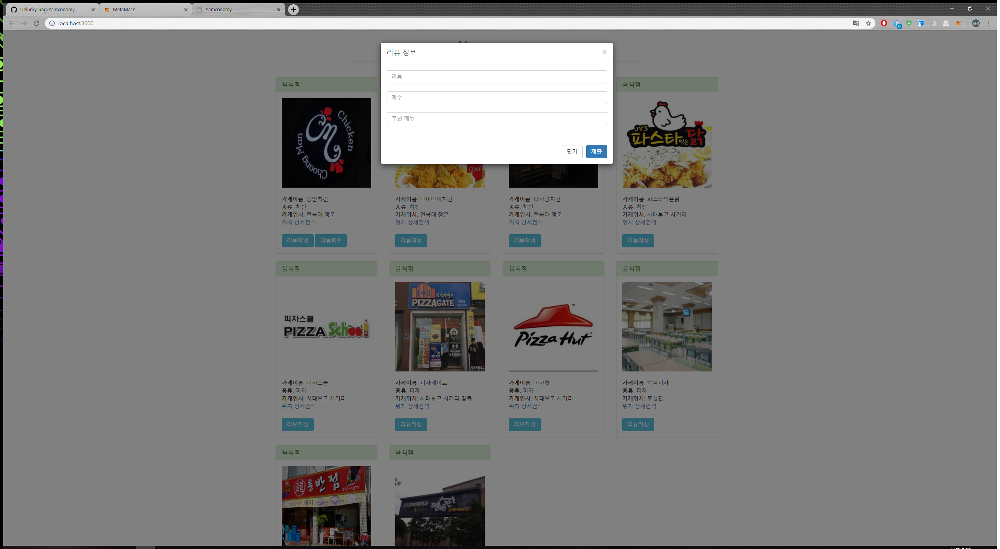 UnluckyJung/Yamconomy
MetaMask
Yamconomy
localhost:3000
0
윤성
리뷰 정보
×
리뷰
점수
추천 메뉴
닫기
제출
음식점
Chicken
Choong Man
가게이름: 충만치킨
종류: 치킨
가게위치: 전북대 정문
위치 상세검색
리뷰작성
리뷰확인
COKE
가게이름: 마이마이치킨
종류: 치킨
가게위치: 전북대 정문
위치 상세검색
리뷰작성
가게이름: 다사랑치킨
종류: 치킨
가게위치: 전북대 정문
위치 상세검색
리뷰작성
음식점
JYS
파스타먹은닭
가게이름: 파스타먹은닭
종류: 치킨
가게위치: 사대부고 사거리
위치 상세검색
리뷰작성
음식점
피자스쿨
PIZZA School
가게이름: 피자스쿨
종류: 피자
가게위치: 사대부고 사거리
위치 상세검색
리뷰작성
음식점
피자게이트
PIZZAGATE
ONE+ONE
₩8,900~
가게이름: 피자게이트
종류: 피자
가게위치: 사대부고 사거리 길목
위치 상세검색
리뷰작성
음식점
Pizza Hut
가게이름: 피자헛
종류: 피자
가게위치: 사대부고 사거리
위치 상세검색
리뷰작성
음식점
가게이름: 학식피자
종류: 피자
가게위치: 후생관
위치 상세검색
리뷰작성
음식점
龍 용반점
272-1277
개시
음식점
전북대학교
278-9500